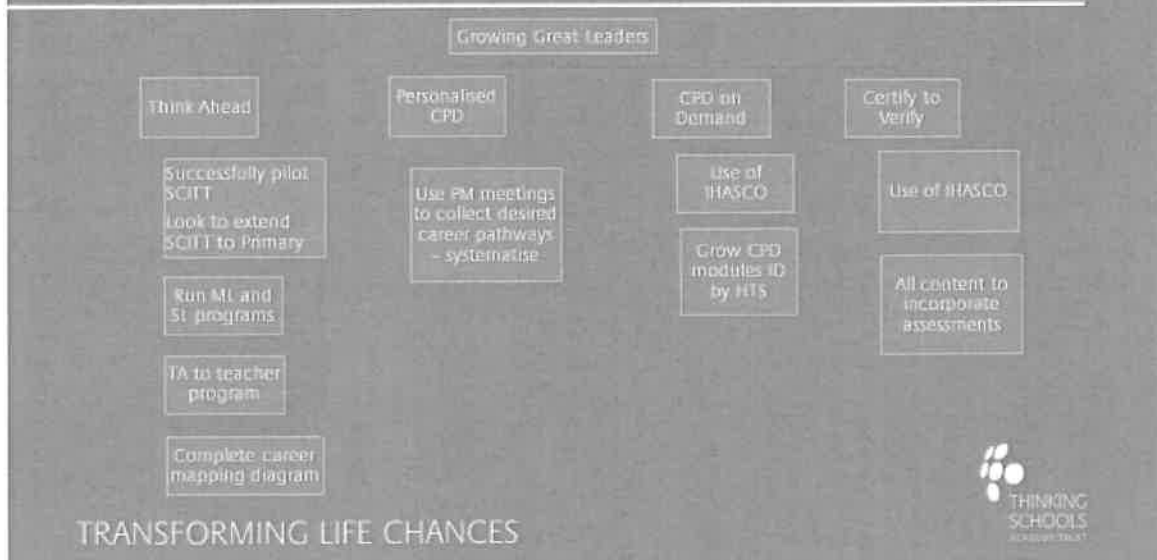 Growing Great Leaders
Think Ahead
Successfully pilot
SCITT
Look to extend
SCITT to Primary
Run ML and
SL programs
TA to teacher
program
Complete career
mapping diagram
Personalised
CPD
Use PM meetings
to collect desired
career pathways
– systematise
CPD on
Demand
Use of
IHASCO
Grow CPD
modules ID
by HTS
Certify to
Verify
Use of IHASCO
All content to
incorporate
assessments
TRANSFORMING LIFE CHANCES
THINKING
SCHOOLS
ACADEMY TRUST